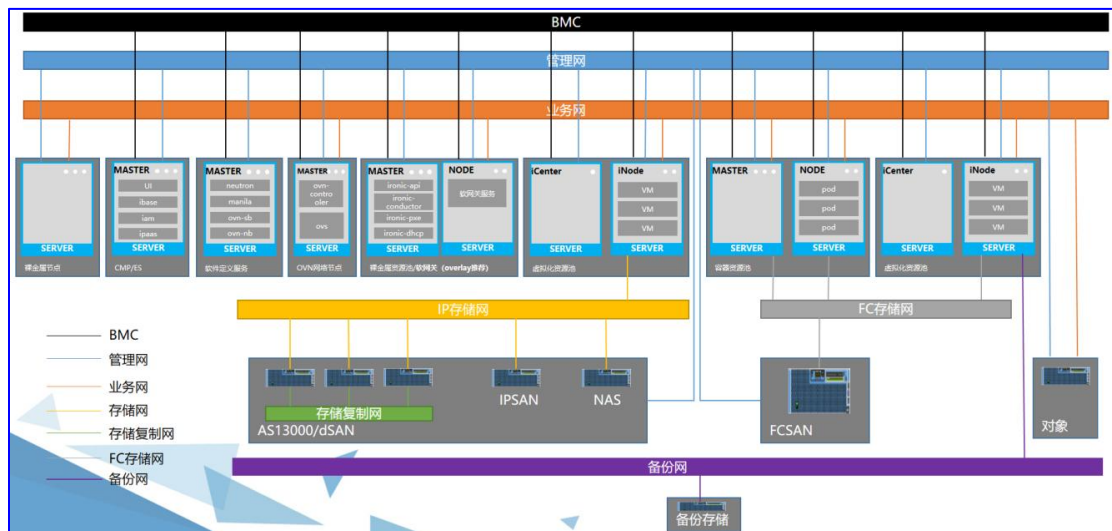 BMC
管理网
业务网
SERVER
裸金属节点
MASTER
UI
ibase
iam
ipaas
SERVER
CMP/ES
MASTER
neutron
manila
ovn-sb
ovn-nb
SERVER
软件定义服务
MASTER
ovn-
contro
oler
ovs
SERVER
OVN网络节点
MASTER
ironic-api
ironic-
conductor
ironic-pxe
ironic-dhcp
SERVER
NODE
软网关服务
SERVER
裸金属资源池/软网关（overlay推荐）
iCenter
SERVER
iNode
VM
VM
VM
SERVER
虚拟化资源池
MASTER
SERVER
NODE
pod
pod
pod
SERVER
容器资源池
iCenter
SERVER
iNode
VM
VM
VM
SERVER
虚拟化资源池
IP存储网
FC存储网
BMC
管理网
业务网
存储网
存储复制网
FC存储网
备份网
存储复制网
AS13000/dSAN
IPSAN
NAS
FCSAN
对象
备份网
备份存储